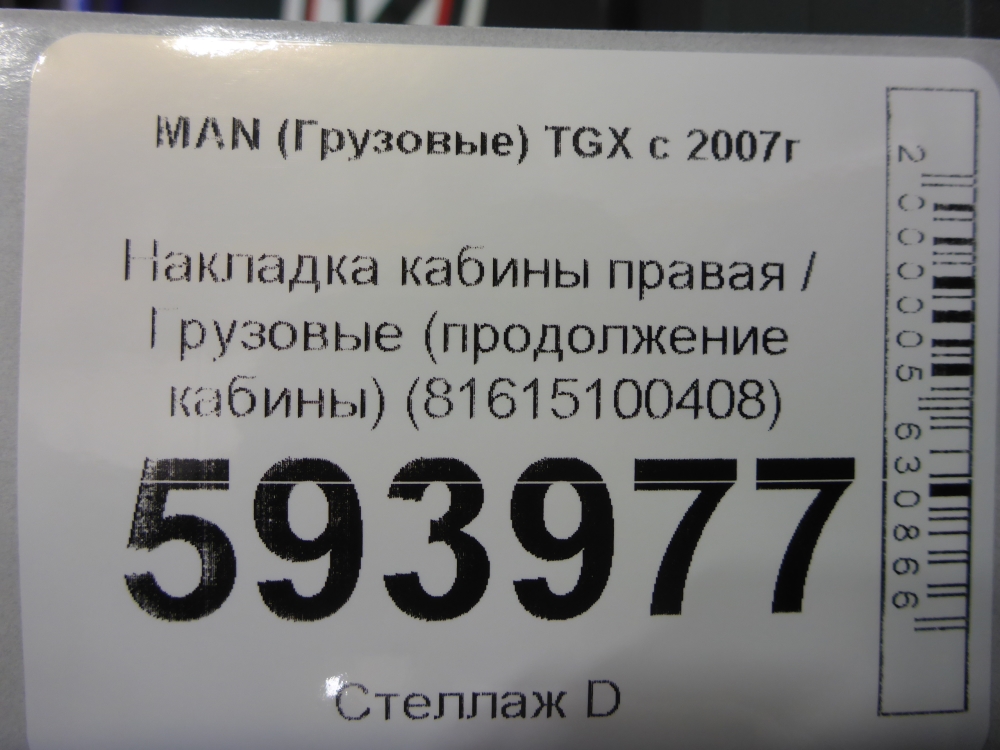 MAN (Грузовые) TGX с 2007г
Накладка кабины правая /
Грузовые (продолжение
кабины) (81615100408)
593977
Стеллаж D
2000005630866